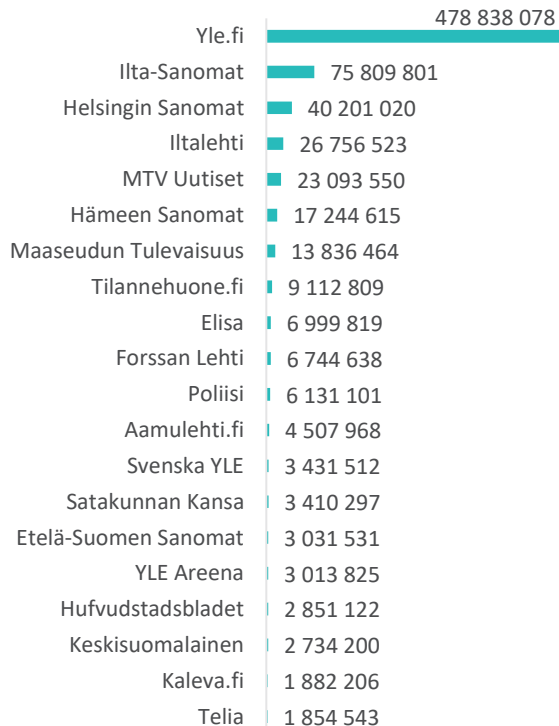 478 838 078
Yle.fi
Ilta-Sanomat 75 809 801
Helsingin Sanomat 40 201 020
Iltalehti 26 756 523
MTV Uutiset 23 093 550
Hämeen Sanomat 17 244 615
Maaseudun Tulevaisuus 13 836 464
Tilannehuone.fi 9 112 809
Elisa 6 999 819
Forssan Lehti 6 744 638
Poliisi 6 131 101
Aamulehti.fi 4 507 968
Svenska YLE 3 431 512
Satakunnan Kansa 3 410 297
Etelä-Suomen Sanomat 3 031 531
YLE Areena 3 013 825
Hufvudstadsbladet 2 851 122
Keskisuomalainen 2 734 200
Kaleva.fi 1 882 206
Telia 1 854 543